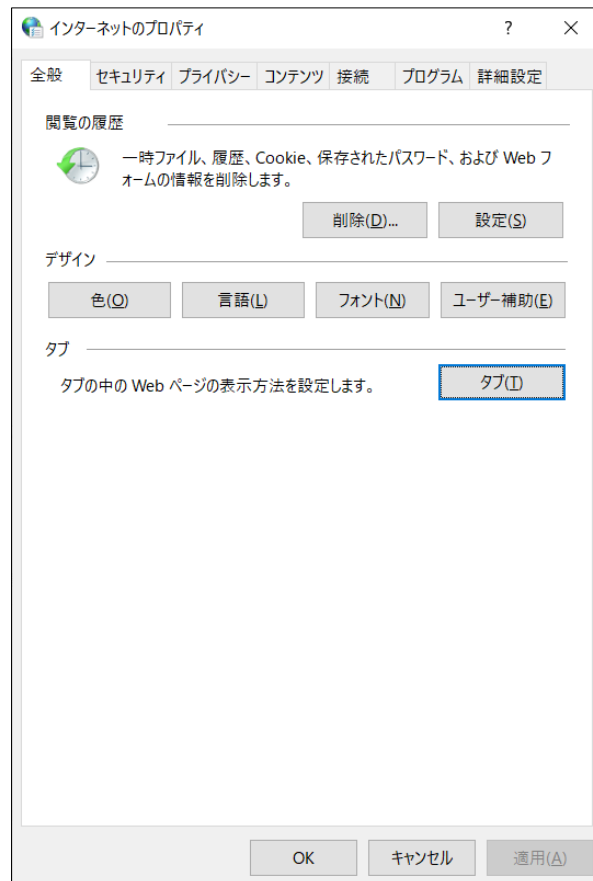 インターネットのプロパティ
?
全般 セキュリティ プライバシー コンテンツ 接続 プログラム 詳細設定
閲覧の履歴
一時ファイル、履歴、Cookie、保存されたパスワード、および Web フ
ォームの情報を削除します。
削除(D)... 設定(S)
デザイン
色(O) 言語(L) フォント(N) ユーザー補助(E)
タブ
タブの中の Web ページの表示方法を設定します。 タブ(T)
OK キャンセル 適用(A)